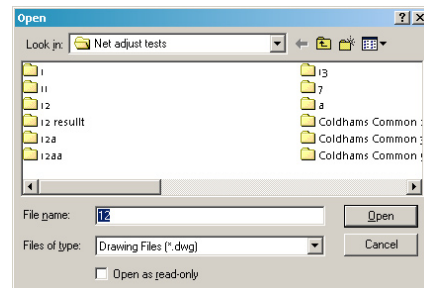 Open
Look in: Net adjust tests
1
11
12
12 resullt
12a
12aa
13
7
a
Coldhams Common
Coldhams Common
Coldhams Common
File name: 12 Open
Files of type: Drawing Files (*.dwg) Cancel
Open as read-only